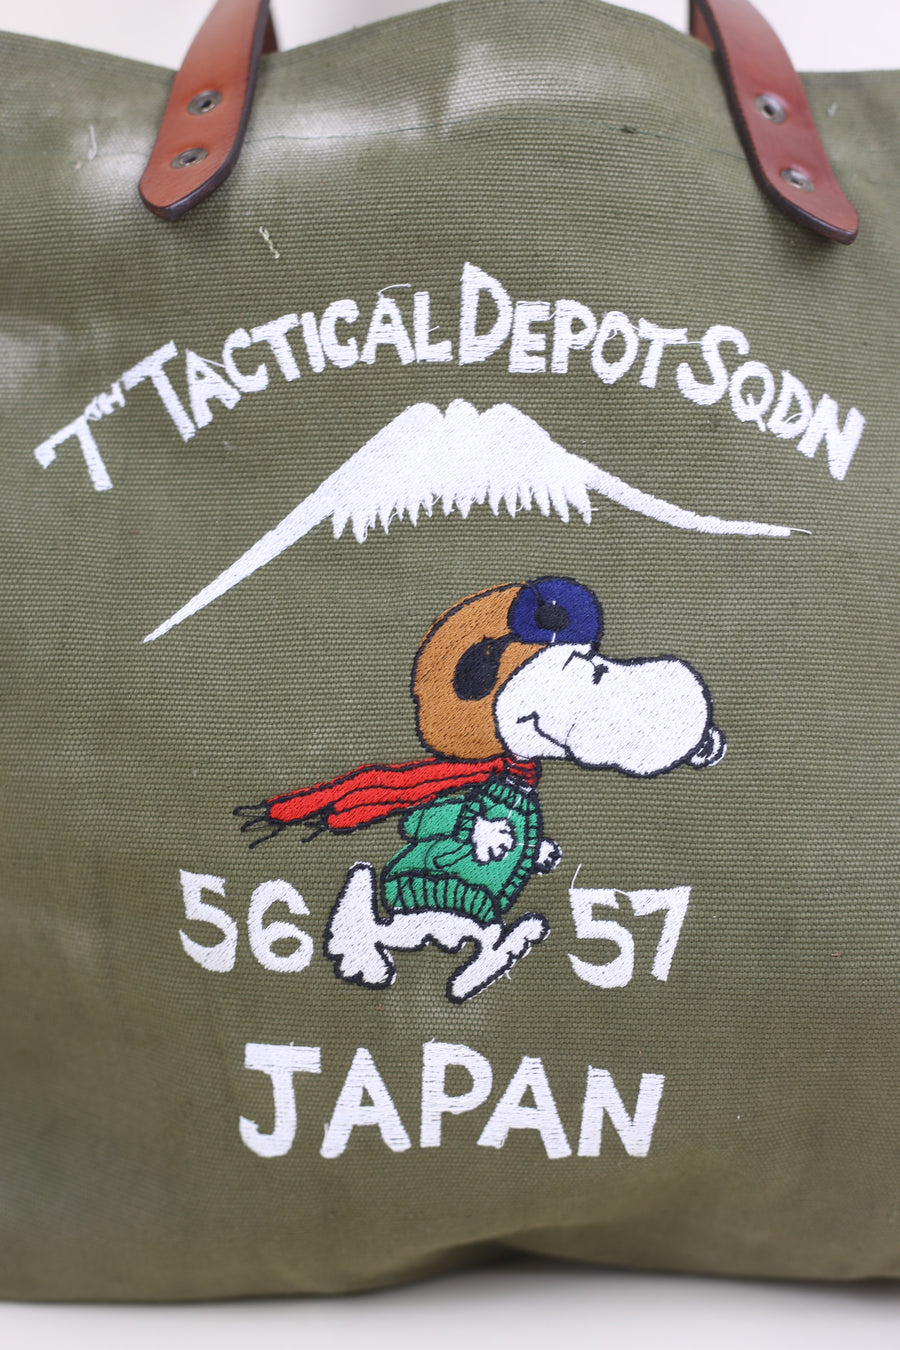 7TH TACTICAL DEPOT SQDN
56 57
JAPAN